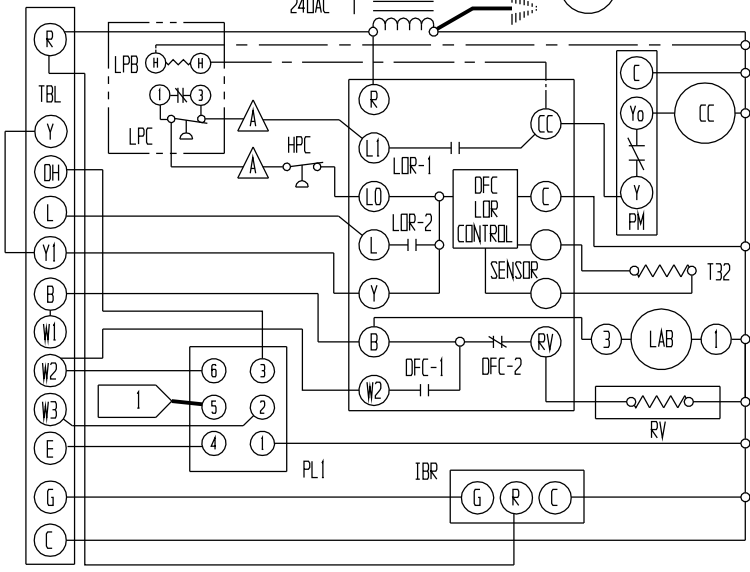 240AC 1
R
TBL
Y
DH
L
Y1
B
W1
W2
W3
E
G
C
LPB H H
1 3
LPC
A
A
HPC
R
L1
LO
L
Y
B
W2
LOR-1
LOR-2
DFC
LOR
CONTROL
CC
C
SENSOR
RV
DFC-1
DFC-2
C
Yo
Y
PM
CC
T32
3 LAB 1
RV
6 3
5 2
4 1
1
PL1
IBR
G R C